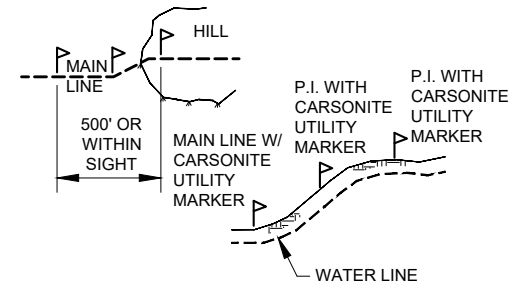 HILL
MAIN
LINE
500' OR
WITHIN
SIGHT
MAIN LINE W/
CARSONITE
UTILITY
MARKER
P.I. WITH
CARSONITE
UTILITY
MARKER
P.I. WITH
CARSONITE
UTILITY
MARKER
WATER LINE